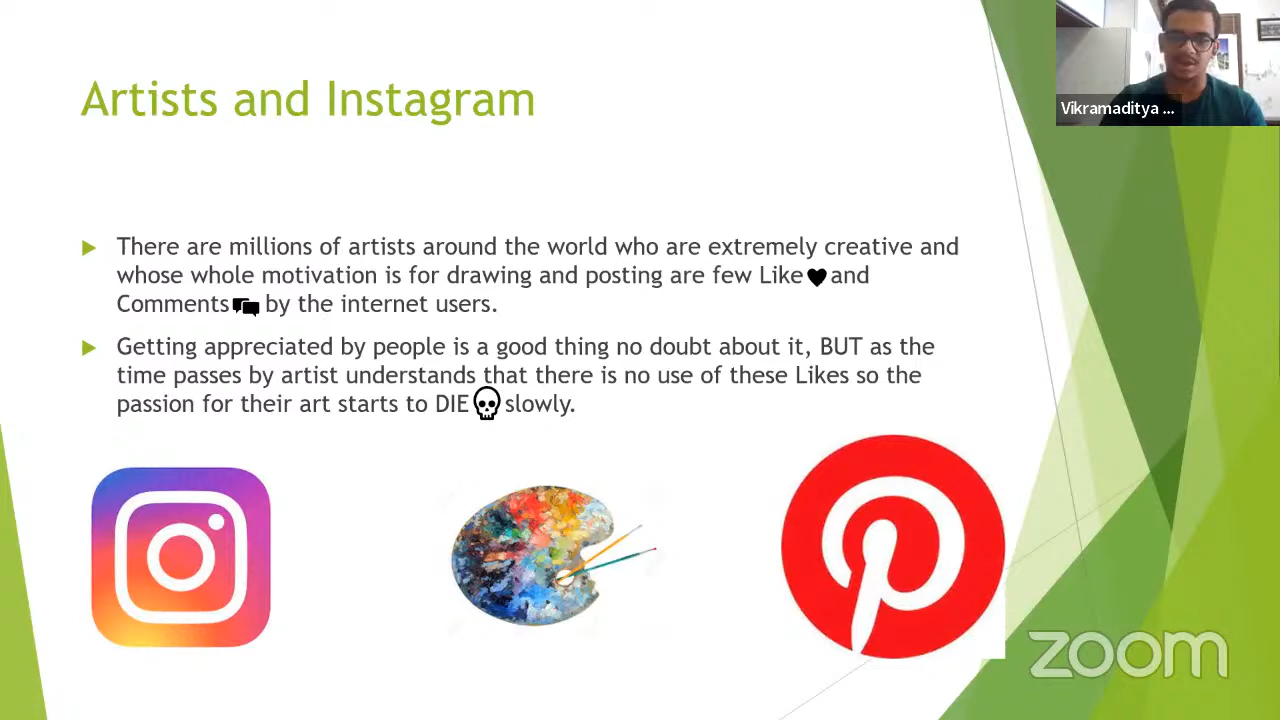 Artists and Instagram
Vikramaditya ...
There are millions of artists around the world who are extremely creative and
whose whole motivation is for drawing and posting are few Like and
Comments by the internet users.
Getting appreciated by people is a good thing no doubt about it, BUT as the
time passes by artist understands that there is no use of these Likes so the
passion for their art starts to DIE slowly.
zoom